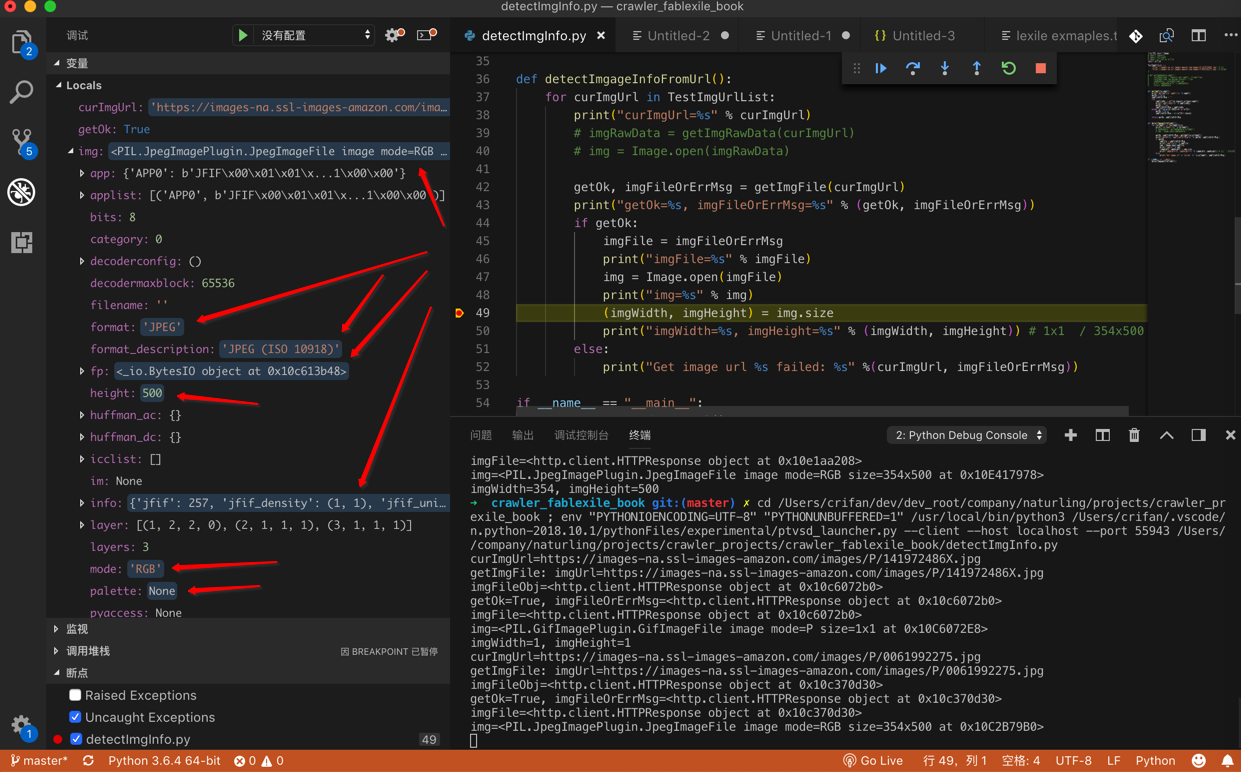 detectImgInfo.py — crawler_fablexile_book
调试
没有配置
detectImgInfo.py
Untitled-2
Untitled-1
Untitled-3
lexile exmaples.t
2
5
1
变量
Locals
curImgUrl: 'https://images-na.ssl-images-amazon.com/ima...
getOk: True
img: <PIL.JpegImagePlugin.JpegImageFile image mode=RGB ...
app: {'APP0': b'JFIF\x00\x01\x01\x...1\x00\x00'}
applist: [('APP0', b'JFIF\x00\x01\x01\x...1\x00\x00')]
bits: 8
category: 0
decoderconfig: ()
decodermaxblock: 65536
filename: ''
format: 'JPEG'
format_description: 'JPEG (ISO 10918)'
fp: <_io.BytesIO object at 0x10c613b48>
height: 500
huffman_ac: {}
huffman_dc: {}
icclist: []
im: None
info: {'jfif': 257, 'jfif_density': (1, 1), 'jfif_uni...
layer: [(1, 2, 2, 0), (2, 1, 1, 1), (3, 1, 1, 1)]
layers: 3
mode: 'RGB'
palette: None
pyaccess: None
监视
调用堆栈
因 BREAKPOINT 已暂停
断点
Raised Exceptions
Uncaught Exceptions
detectImgInfo.py
49
35
36 def detectImgageInfoFromUrl():
37 for curImgUrl in TestImgUrlList:
38 print("curImgUrl=%s" % curImgUrl)
39 # imgRawData = getImgRawData(curImgUrl)
40 # img = Image.open(imgRawData)
41
42 getOk, imgFileOrErrMsg = getImgFile(curImgUrl)
43 print("getOk=%s, imgFileOrErrMsg=%s" % (getOk, imgFileOrErrMsg))
44 if getOk:
45 imgFile = imgFileOrErrMsg
46 print("imgFile=%s" % imgFile)
47 img = Image.open(imgFile)
48 print("img=%s" % img)
49 (imgWidth, imgHeight) = img.size
50 print("imgWidth=%s, imgHeight=%s" % (imgWidth, imgHeight)) # 1x1 / 354x500
51 else:
52 print("Get image url %s failed: %s" %(curImgUrl, imgFileOrErrMsg))
53
54 if __name__ == "__main__":
问题
输出
调试控制台
终端
2: Python Debug Console
imgFile=<http.client.HTTPResponse object at 0x10e1aa208>
img=<PIL.JpegImagePlugin.JpegImageFile image mode=RGB size=354x500 at 0x10E417978>
imgWidth=354, imgHeight=500
➜ crawler_fablexile_book git:(master) ✗ cd /Users/crifan/dev/dev_root/company/naturling/projects/crawler_pr
exile_book ; env "PYTHONIOENCODING=UTF-8" "PYTHONUNBUFFERED=1" /usr/local/bin/python3 /Users/crifan/.vscode/
n.python-2018.10.1/pythonFiles/experimental/ptvsd_launcher.py --client --host localhost --port 55943 /Users/
/company/naturling/projects/crawler_projects/crawler_fablexile_book/detectImgInfo.py
curImgUrl=https://images-na.ssl-images-amazon.com/images/P/141972486X.jpg
getImgFile: imgUrl=https://images-na.ssl-images-amazon.com/images/P/141972486X.jpg
imgFileObj=<http.client.HTTPResponse object at 0x10c6072b0>
getOk=True, imgFileOrErrMsg=<http.client.HTTPResponse object at 0x10c6072b0>
imgFile=<http.client.HTTPResponse object at 0x10c6072b0>
img=<PIL.GifImagePlugin.GifImageFile image mode=P size=1x1 at 0x10C6072E8>
imgWidth=1, imgHeight=1
curImgUrl=https://images-na.ssl-images-amazon.com/images/P/0061992275.jpg
getImgFile: imgUrl=https://images-na.ssl-images-amazon.com/images/P/0061992275.jpg
imgFileObj=<http.client.HTTPResponse object at 0x10c370d30>
getOk=True, imgFileOrErrMsg=<http.client.HTTPResponse object at 0x10c370d30>
imgFile=<http.client.HTTPResponse object at 0x10c370d30>
img=<PIL.JpegImagePlugin.JpegImageFile image mode=RGB size=354x500 at 0x10C2B79B0>
master*
Python 3.6.4 64-bit
0
0
Go Live
行 49，列 1
空格: 4
UTF-8
LF
Python